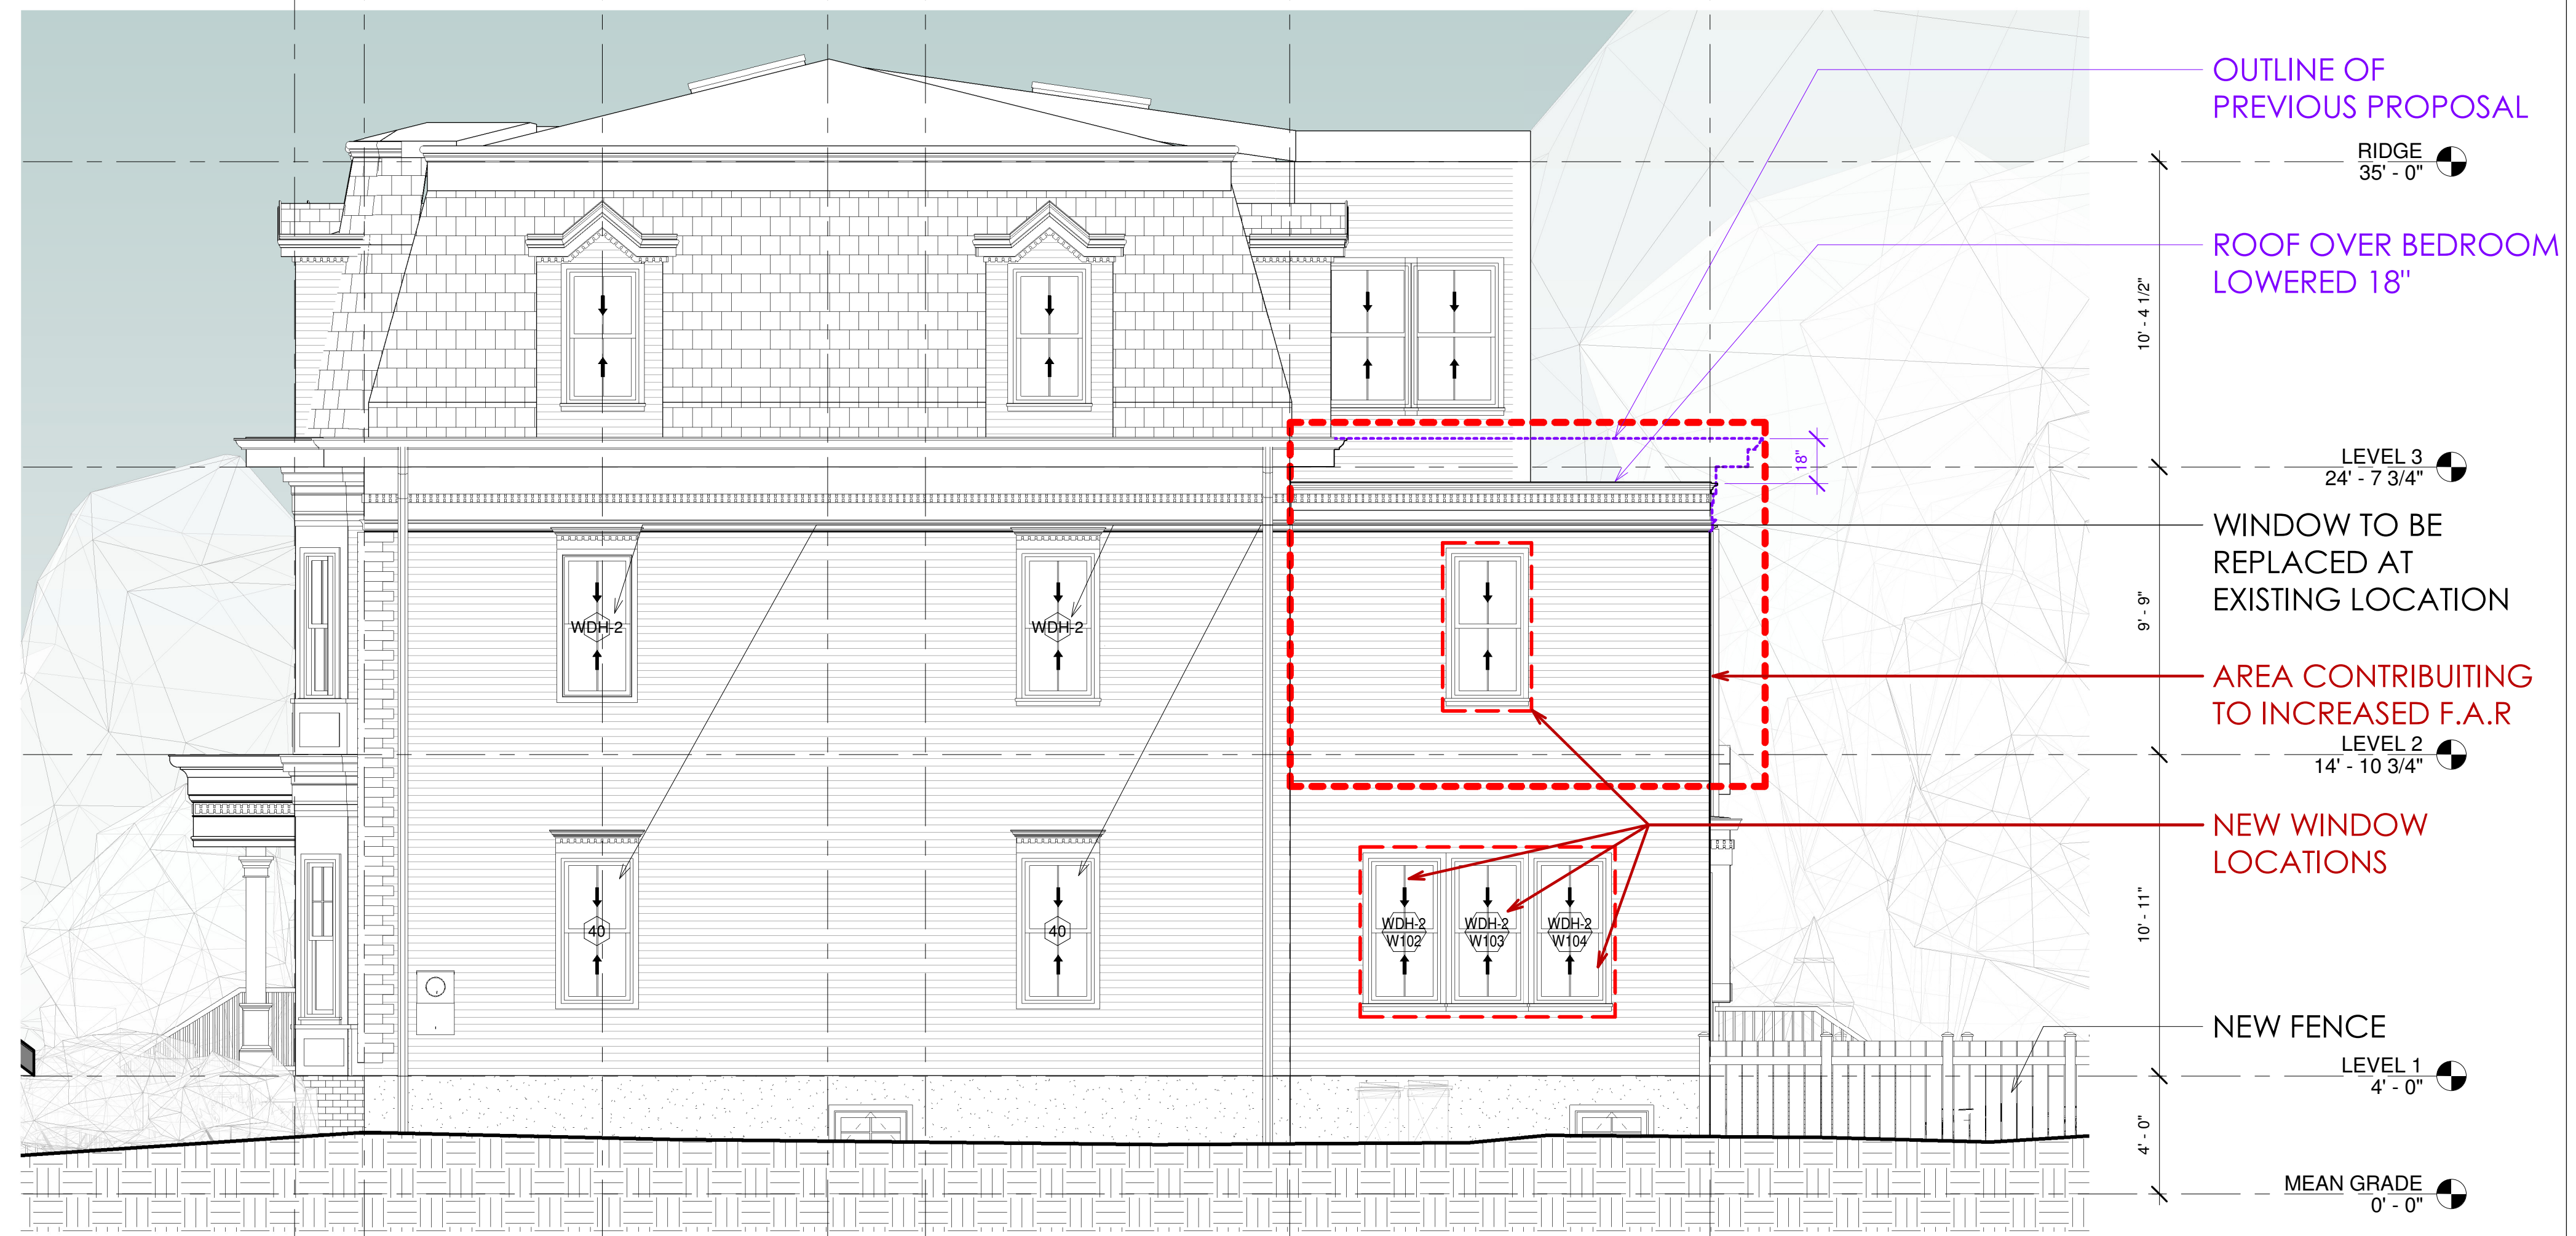 OUTLINE OF
PREVIOUS PROPOSAL
RIDGE
35' - 0"
ROOF OVER BEDROOM
LOWERED 18"
10' - 4 1/2"
18"
LEVEL 3
24' - 7 3/4"
WINDOW TO BE
REPLACED AT
EXISTING LOCATION
9' - 9"
WDH-2
WDH-2
AREA CONTRIBUITING
TO INCREASED F.A.R
LEVEL 2
14' - 10 3/4"
NEW WINDOW
LOCATIONS
10' - 11"
40
40
WDH-2
W102
WDH-2
W103
WDH-2
W104
NEW FENCE
LEVEL 1
4' - 0"
4' - 0"
MEAN GRADE
0' - 0"